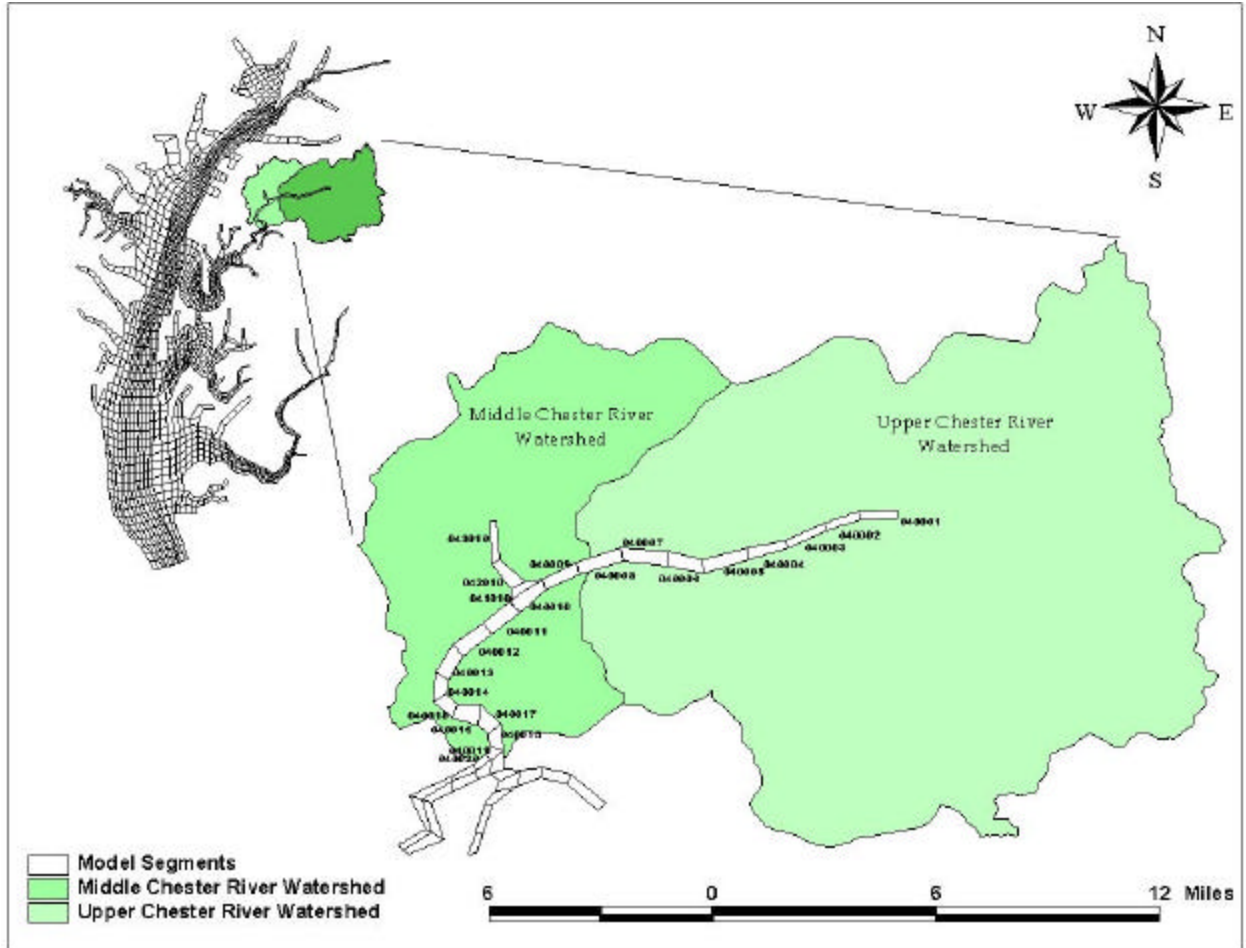 N
W E
S
Middle Chester River
Watershed
Upper Chester River
Watershed
040001
040002
040003
040004
040005
040007
040008
040009
040010
040011
040012
040013
040014
040017
Model Segments
Middle Chester River Watershed
Upper Chester River Watershed
6 0 6 12 Miles